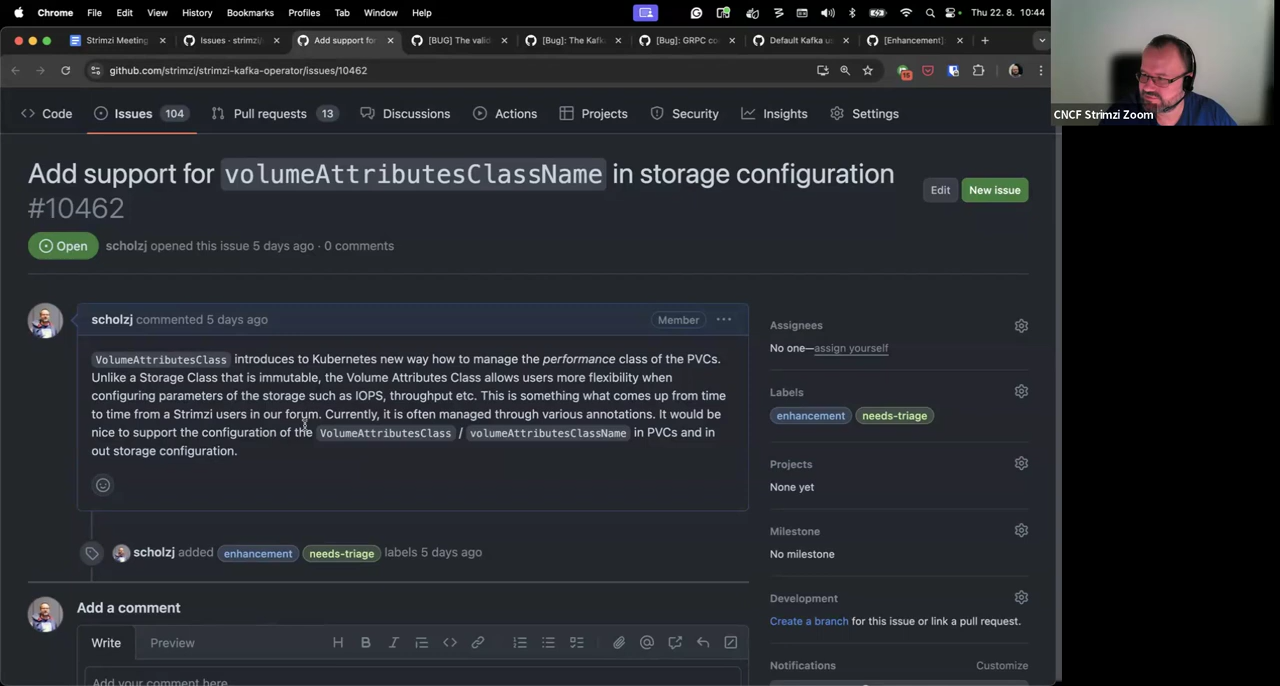 Chrome File Edit View History Bookmarks Profiles Tab Window Help Thu 22. 8. 10:44
Strimzi Meeting Issues · strimzi/ Add support for [BUG] The valid [Bug]: The Kafk [Bug]: GRPC co Default Kafka u [Enhancement]
github.com/strimzi/strimzi-kafka-operator/issues/10462 15
CNCF Strimzi Zoom
Code Issues 104 Pull requests 13 Discussions Actions Projects Security Insights Settings
Add support for volumeAttributesClassName in storage configuration
#10462
Edit New issue
Open scholzj opened this issue 5 days ago · 0 comments
scholzj commented 5 days ago Member
VolumeAttributesClass introduces to Kubernetes new way how to manage the performance class of the PVCs.
Unlike a Storage Class that is immutable, the Volume Attributes Class allows users more flexibility when
configuring parameters of the storage such as IOPS, throughput etc. This is something what comes up from time
to time from a Strimzi users in our forum. Currently, it is often managed through various annotations. It would be
nice to support the configuration of the VolumeAttributesClass / volumeAttributesClassName in PVCs and in
out storage configuration.
scholzj added enhancement needs-triage labels 5 days ago
Add a comment
Write Preview
Add your comment here
Assignees
No one—assign yourself
Labels
enhancement needs-triage
Projects
None yet
Milestone
No milestone
Development
Create a branch for this issue or link a pull request.
Notifications Customize